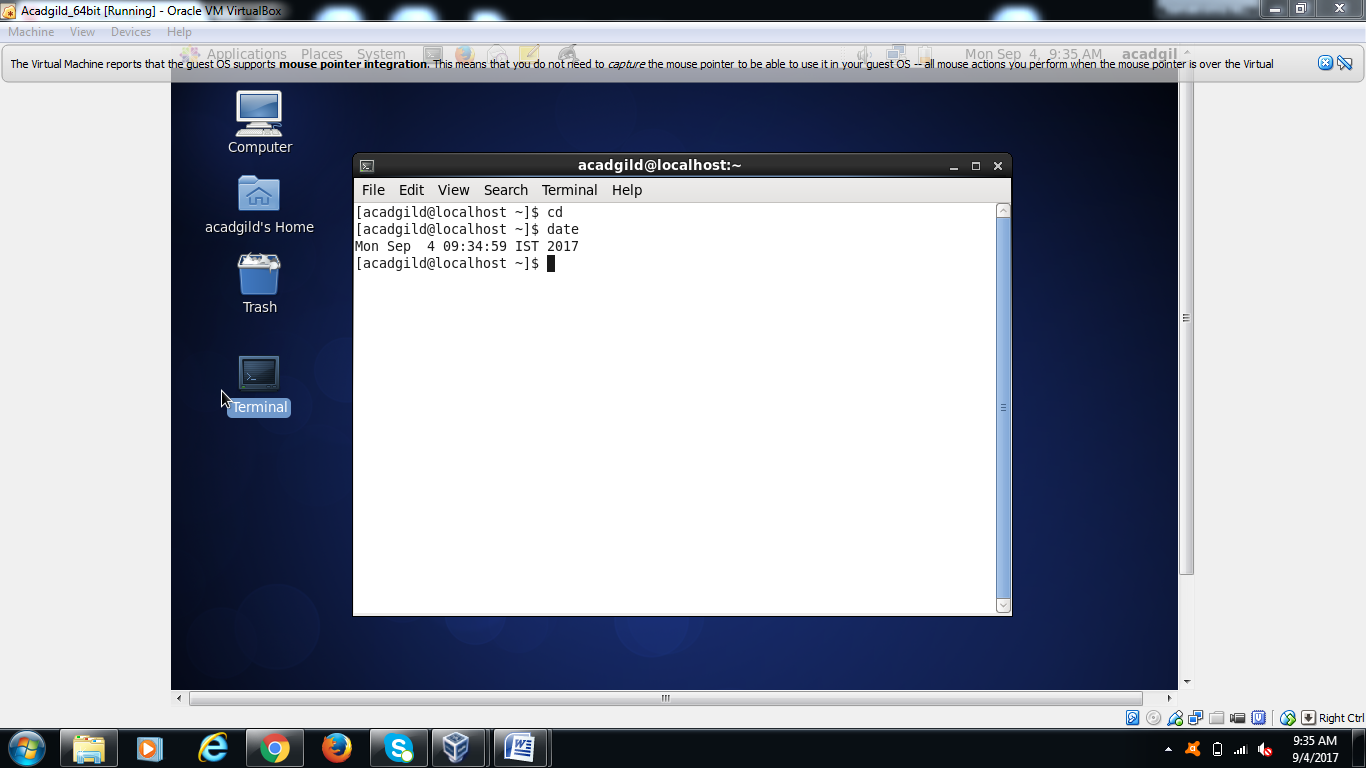 Acadgild_64bit [Running] - Oracle VM VirtualBox
Machine View Devices Help
Applications Places System Mon Sep 4, 9:35 AM acadgil
The Virtual Machine reports that the guest OS supports mouse pointer integration. This means that you do not need to capture the mouse pointer to be able to use it in your guest OS -- all mouse actions you perform when the mouse pointer is over the Virtual
Computer
acadgild's Home
Trash
Terminal
acadgild@localhost:~
File Edit View Search Terminal Help
[acadgild@localhost ~]$ cd
[acadgild@localhost ~]$ date
Mon Sep  4 09:34:59 IST 2017
[acadgild@localhost ~]$
Right Ctrl
9:35 AM
9/4/2017